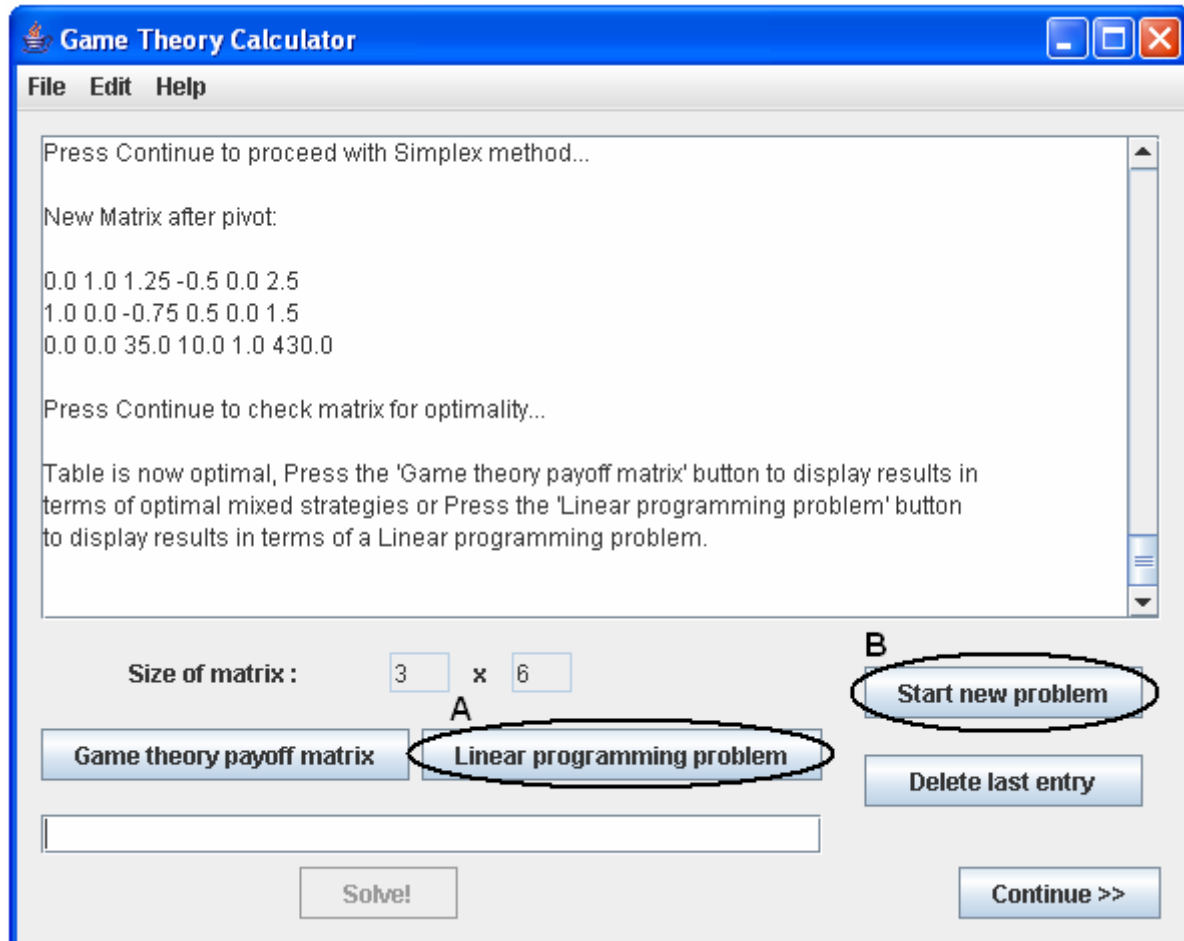 Game Theory Calculator
File Edit Help
Press Continue to proceed with Simplex method...
New Matrix after pivot:
0.0 1.0 1.25 -0.5 0.0 2.5
1.0 0.0 -0.75 0.5 0.0 1.5
0.0 0.0 35.0 10.0 1.0 430.0
Press Continue to check matrix for optimality...
Table is now optimal, Press the 'Game theory payoff matrix' button to display results in
terms of optimal mixed strategies or Press the 'Linear programming problem' button
to display results in terms of a Linear programming problem.
Size of matrix : 3 x 6
B
Start new problem
A
Game theory payoff matrix
Linear programming problem
Delete last entry
Solve!
Continue >>